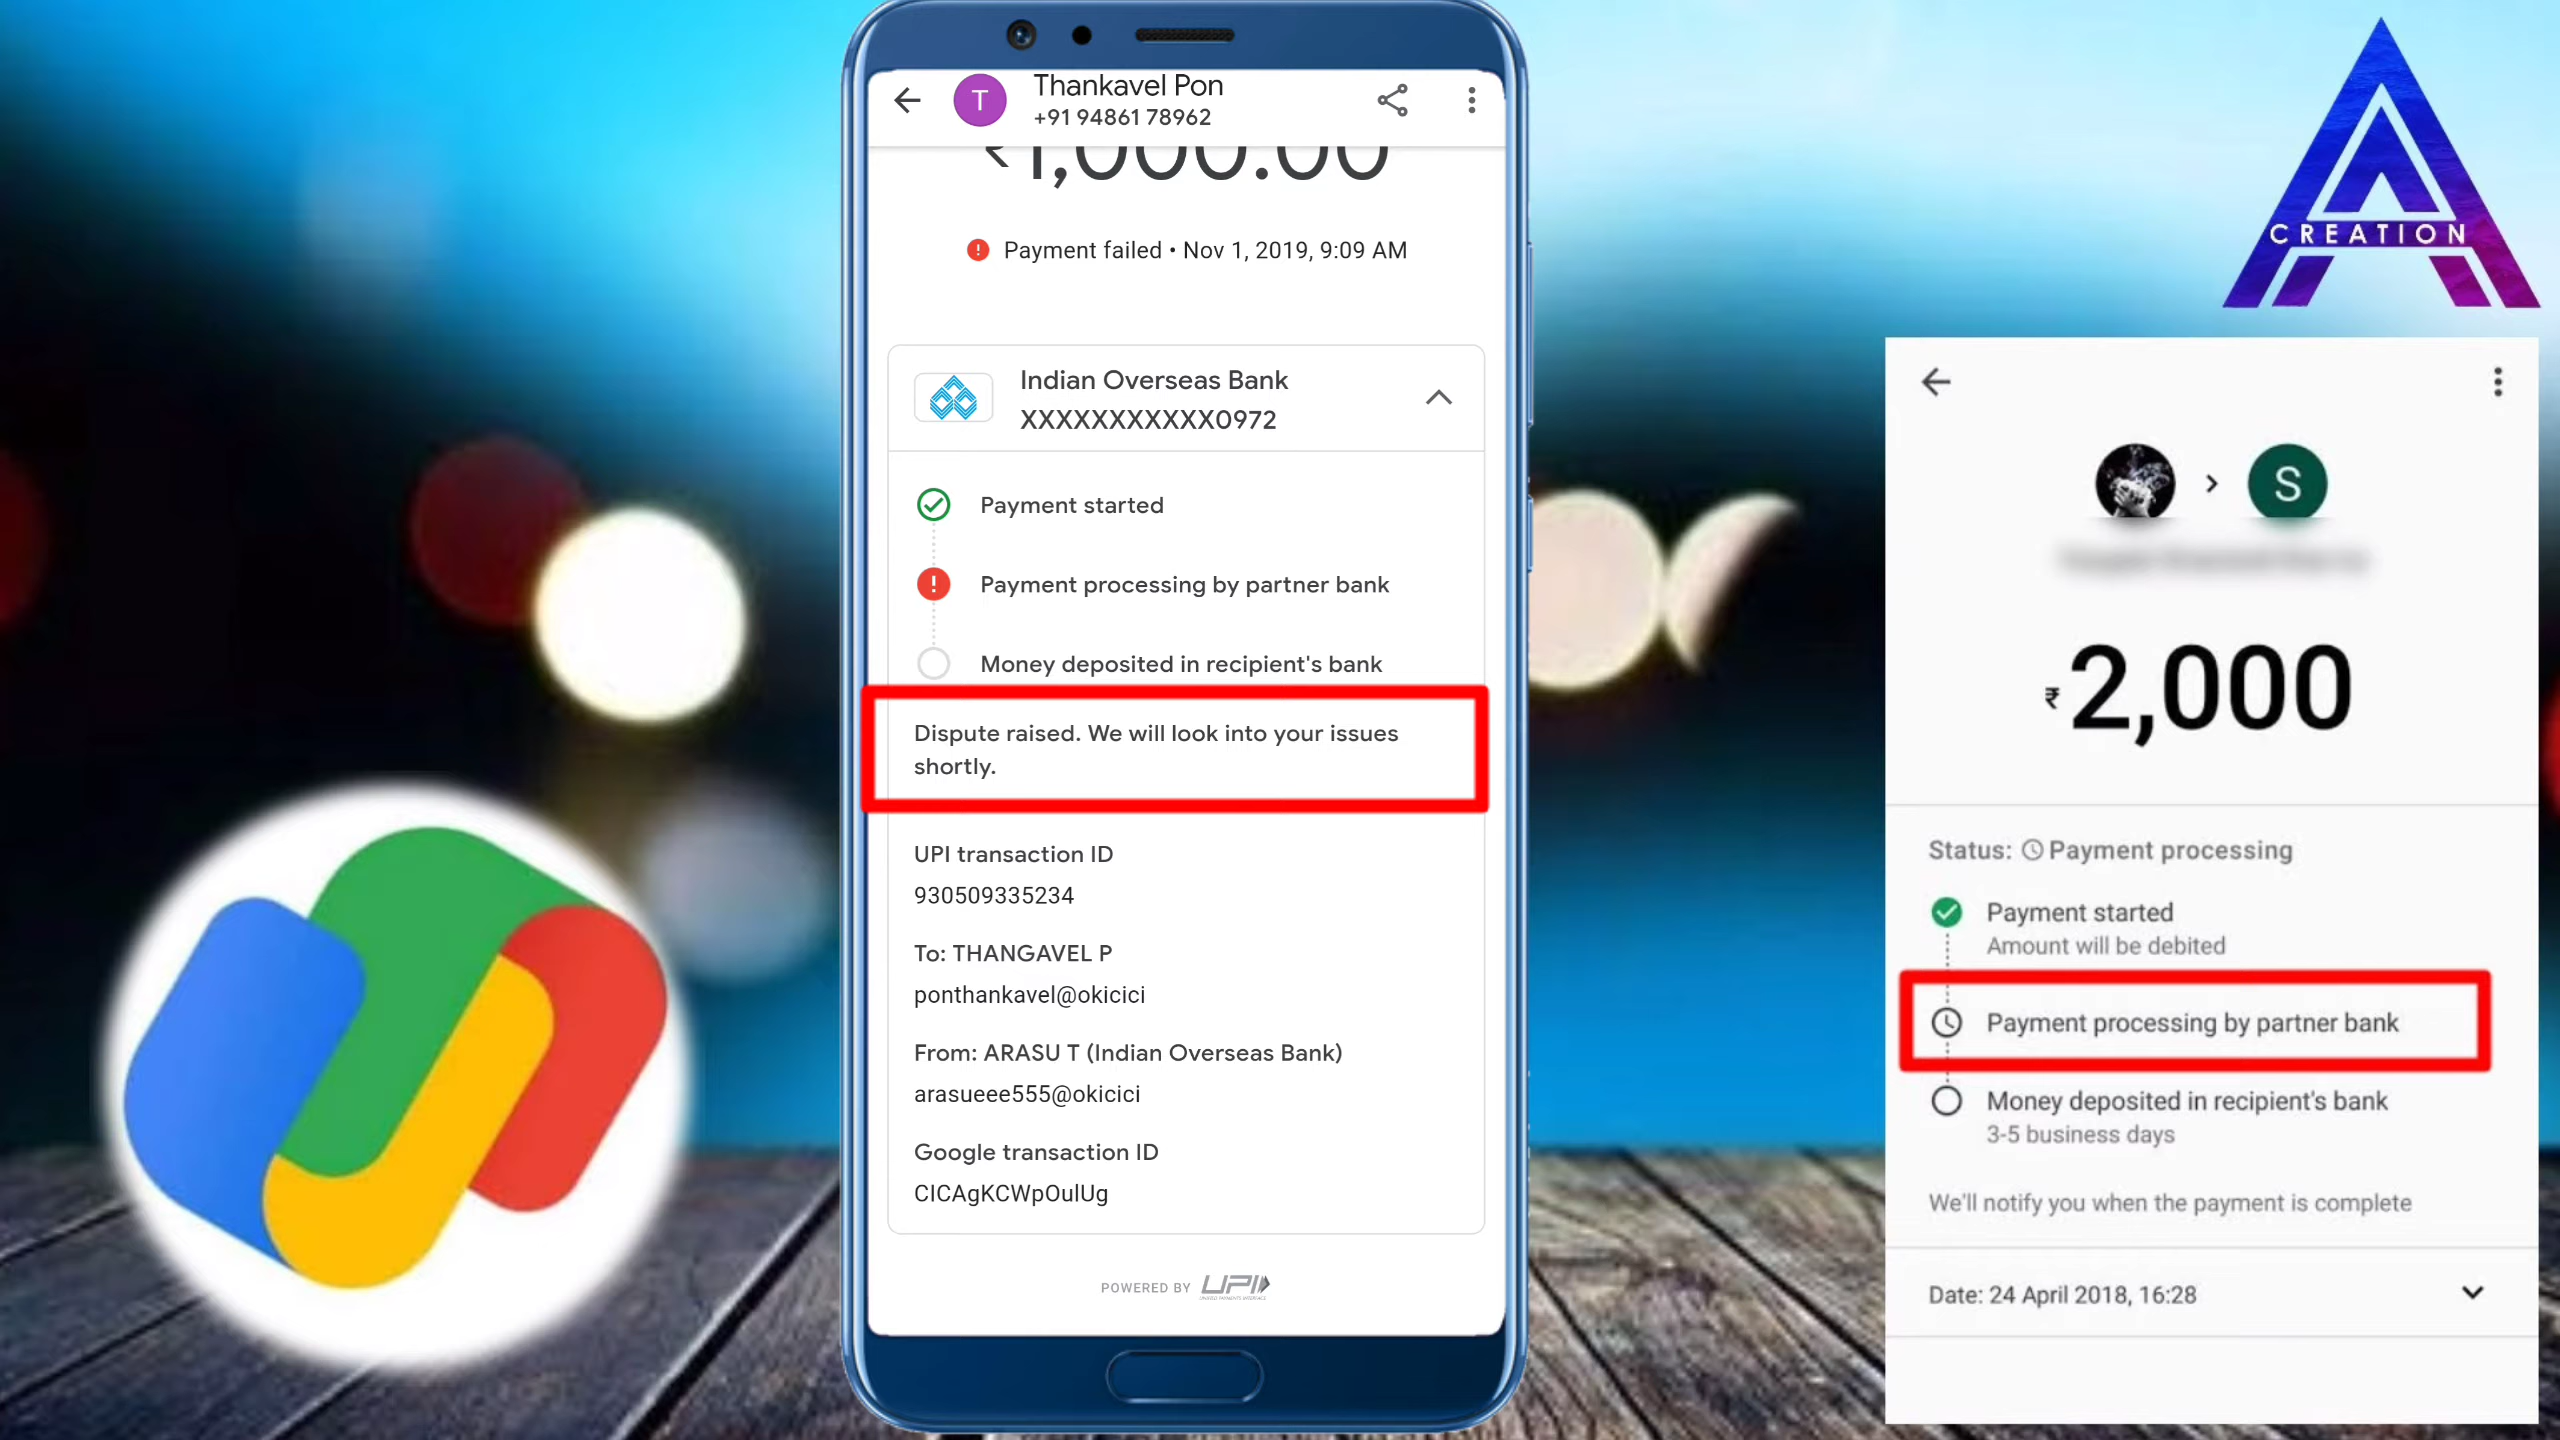 Thankavel Pon
+91 94861 78962
₹1,000.00
Payment failed • Nov 1, 2019, 9:09 AM
Indian Overseas Bank
XXXXXXXXXXX0972
Payment started
Payment processing by partner bank
Money deposited in recipient's bank
Dispute raised. We will look into your issues
shortly.
UPI transaction ID
930509335234
To: THANGAVEL P
ponthankavel@okicici
From: ARASU T (Indian Overseas Bank)
arasueee555@okicici
Google transaction ID
CICAgKCWpOulUg
POWERED BY UPI
UNIFIED PAYMENTS INTERFACE
T
CREATION
S
₹2,000
Status: Payment processing
Payment started
Amount will be debited
Payment processing by partner bank
Money deposited in recipient's bank
3-5 business days
We'll notify you when the payment is complete
Date: 24 April 2018, 16:28